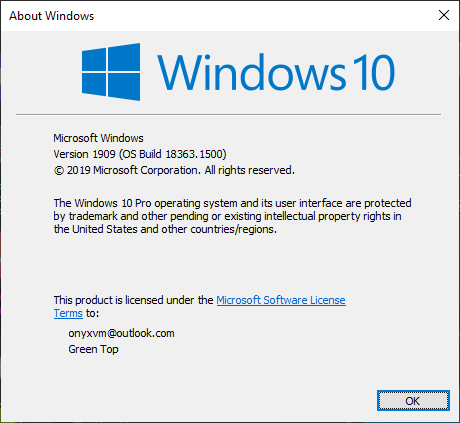 About Windows
Windows 10
Microsoft Windows
Version 1909 (OS Build 18363.1500)
© 2019 Microsoft Corporation. All rights reserved.
The Windows 10 Pro operating system and its user interface are protected
by trademark and other pending or existing intellectual property rights in
the United States and other countries/regions.
This product is licensed under the Microsoft Software License
Terms to:
onyxvm@outlook.com
Green Top
OK